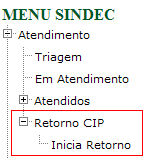 MENU SINDEC
Atendimento
Triagem
Em Atendimento
Atendidos
Retorno CIP
Inicia Retorno